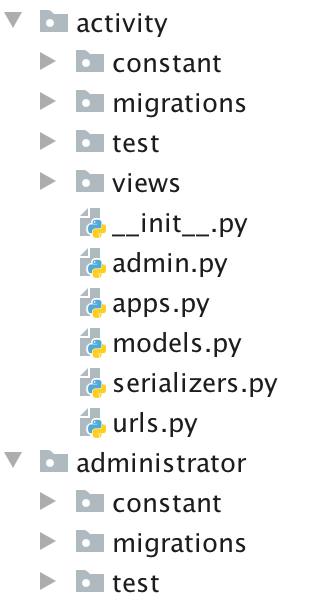 activity
constant
migrations
test
views
__init__.py
admin.py
apps.py
models.py
serializers.py
urls.py
administrator
constant
migrations
test